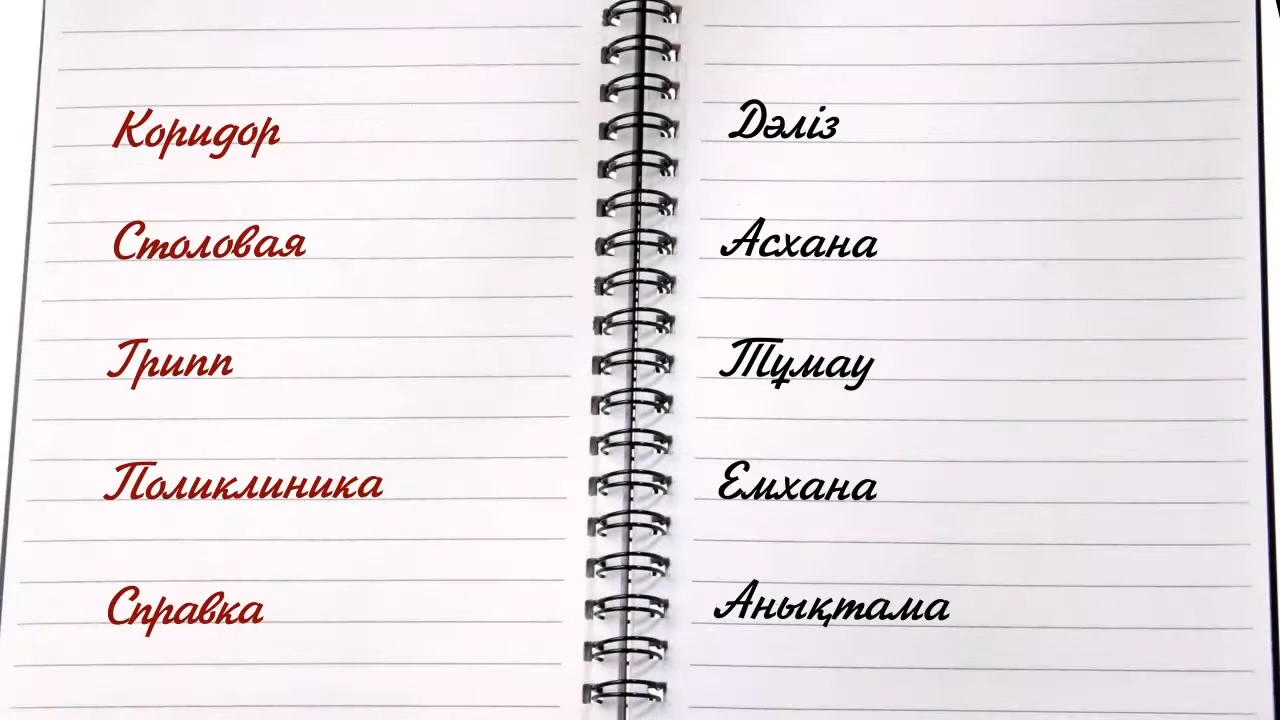 Коридор Дәліз
Столовая Асхана
Грипп Тұмау
Поликлиника Емхана
Справка Анықтама